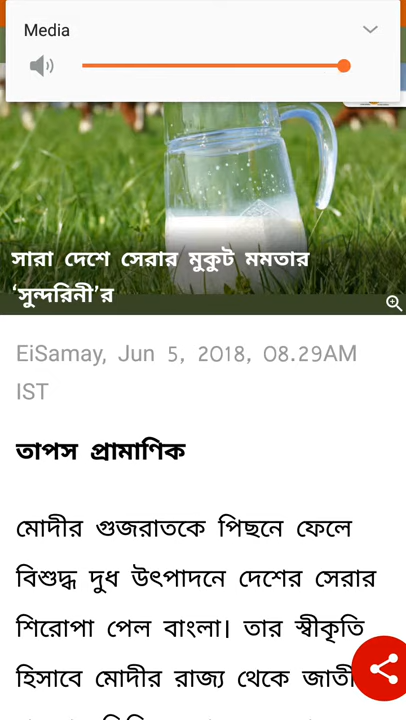 Media
সারা দেশে সেরার মুকুট মমতার
‘সুন্দরিনী’র
EiSamay, Jun 5, 2018, 08.29AM
IST
তাপস প্রামাণিক
মোদীর গুজরাতকে পিছনে ফেলে
বিশুদ্ধ দুধ উৎপাদনে দেশের সেরার
শিরোপা পেল বাংলা। তার স্বীকৃতি
হিসাবে মোদীর রাজ্য থেকে